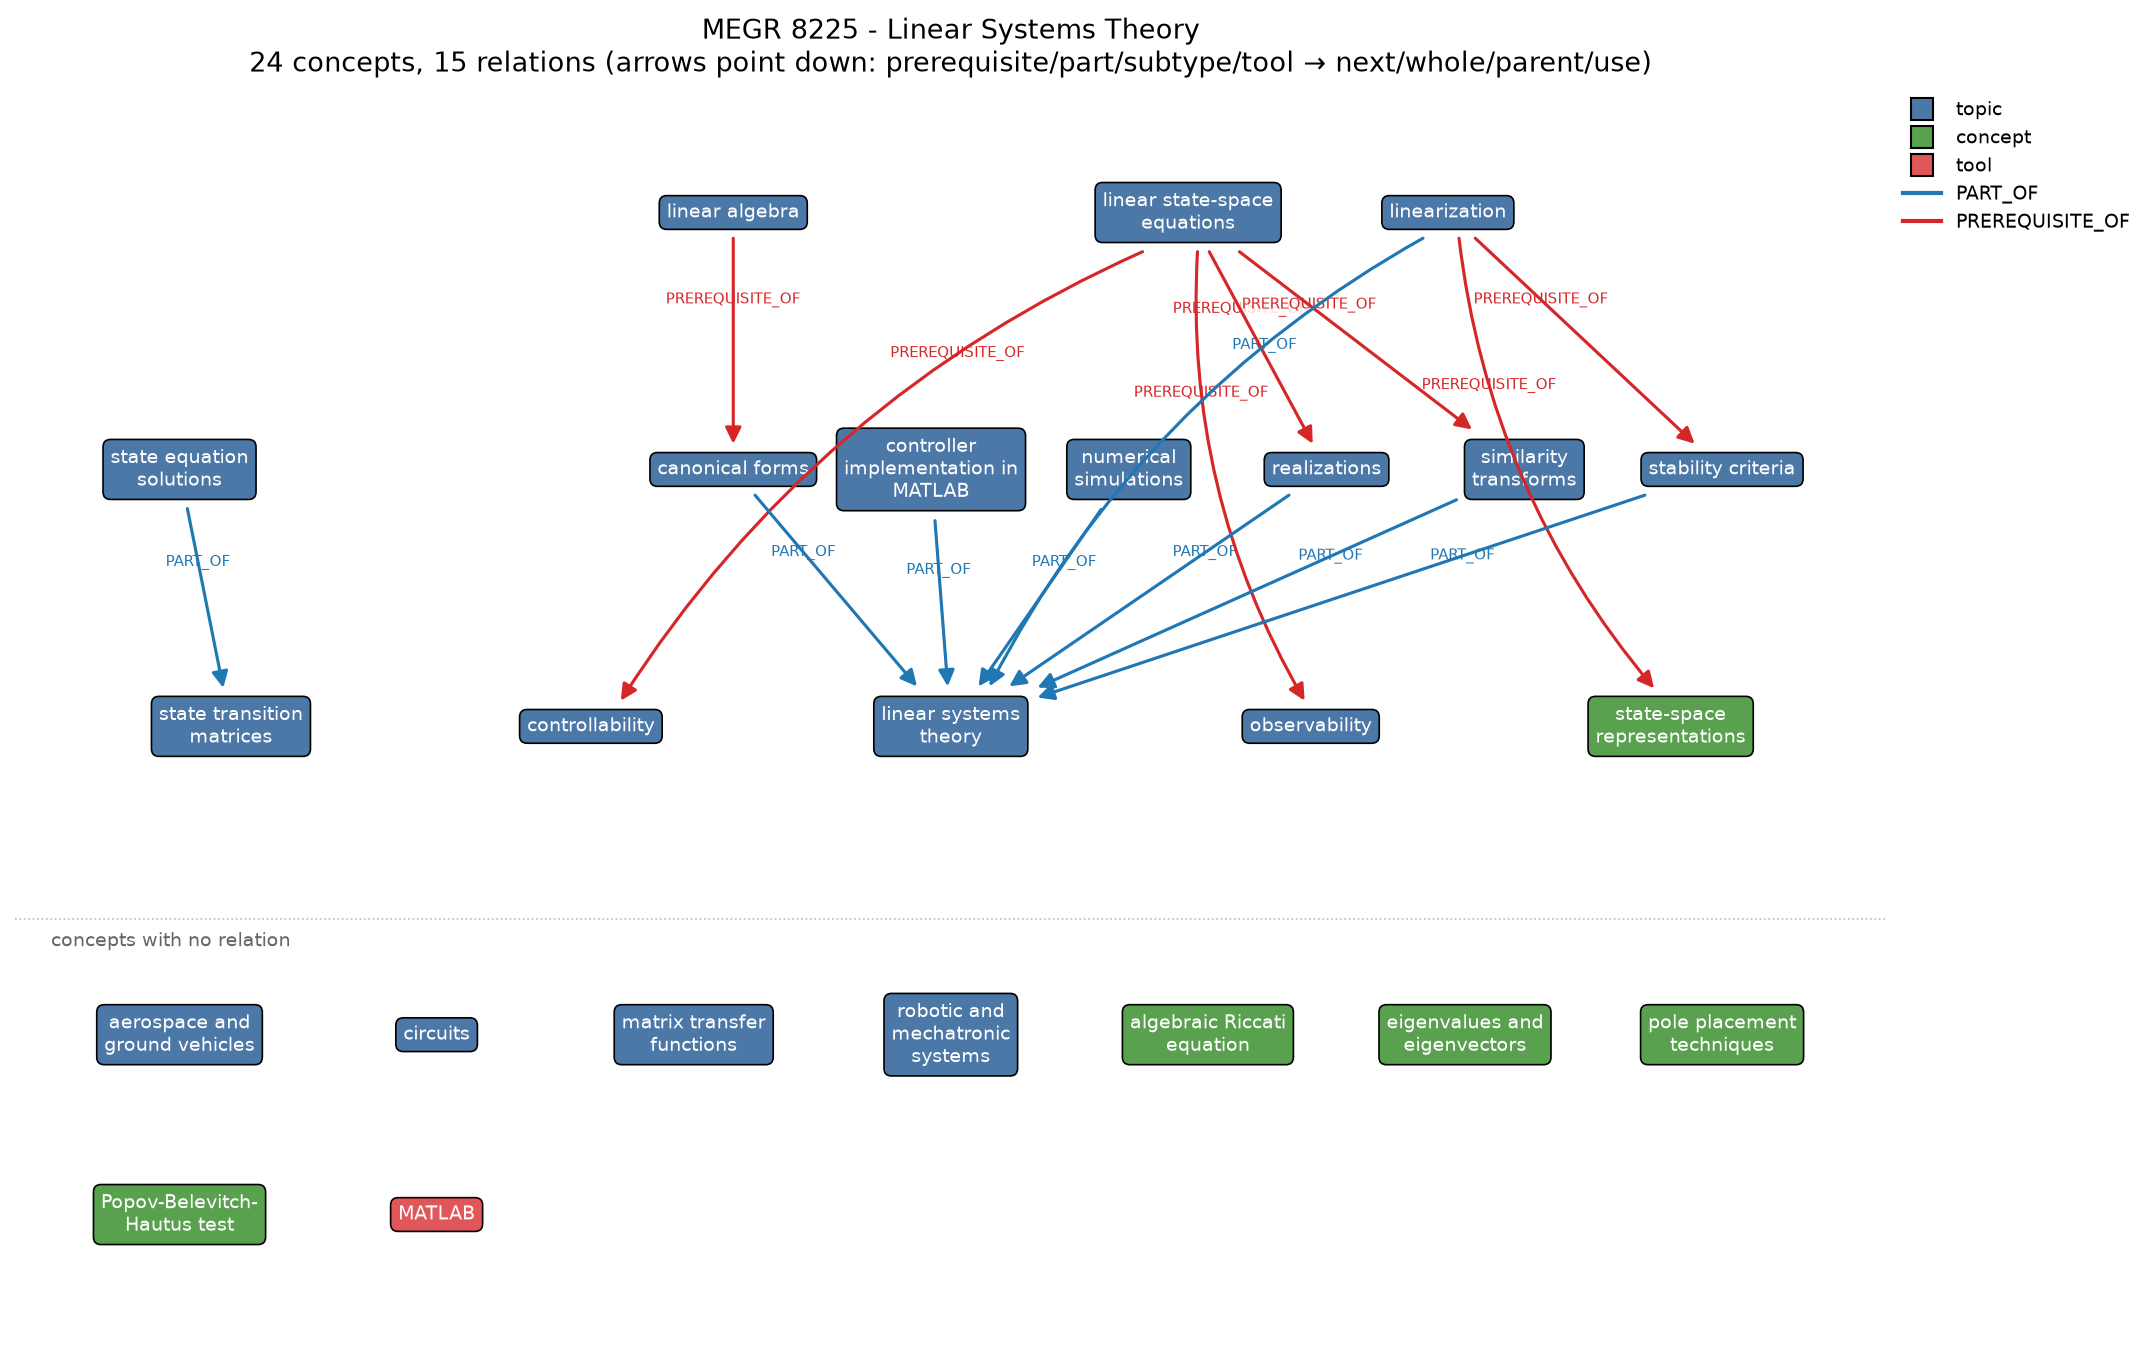 MEGR 8225 - Linear Systems Theory
24 concepts, 15 relations (arrows point down: prerequisite/part/subtype/tool → next/whole/parent/use)
topic
concept
tool
PART_OF
PREREQUISITE_OF
linear algebra
linear state-space
equations
linearization
PREREQUISITE_OF
PREREQUISITE_OF
PREREQUISITE_OF
PREREQUISITE_OF
PART_OF
PREREQUISITE_OF
PREREQUISITE_OF
PREREQUISITE_OF
state equation
solutions
canonical forms
controller
implementation in
MATLAB
numerical
simulations
realizations
similarity
transforms
stability criteria
PART_OF
PART_OF
PART_OF
PART_OF
PART_OF
PART_OF
PART_OF
state transition
matrices
controllability
linear systems
theory
observability
state-space
representations
concepts with no relation
aerospace and
ground vehicles
circuits
matrix transfer
functions
robotic and
mechatronic
systems
algebraic Riccati
equation
eigenvalues and
eigenvectors
pole placement
techniques
Popov-Belevitch-
Hautus test
MATLAB